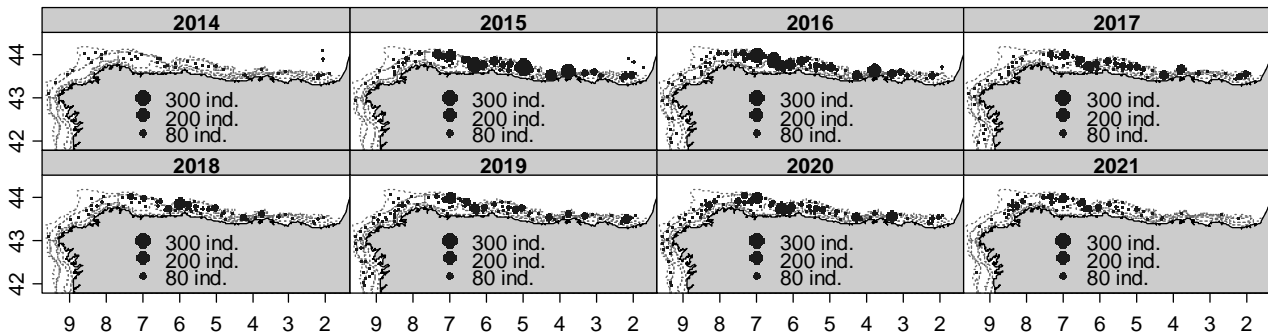 2014 2015 2016 2017
44
43
42
300 ind. 300 ind. 300 ind. 300 ind.
200 ind. 200 ind. 200 ind. 200 ind.
80 ind. 80 ind. 80 ind. 80 ind.
2018 2019 2020 2021
44
43
42
300 ind. 300 ind. 300 ind. 300 ind.
200 ind. 200 ind. 200 ind. 200 ind.
80 ind. 80 ind. 80 ind. 80 ind.
9 8 7 6 5 4 3 2 9 8 7 6 5 4 3 2 9 8 7 6 5 4 3 2 9 8 7 6 5 4 3 2